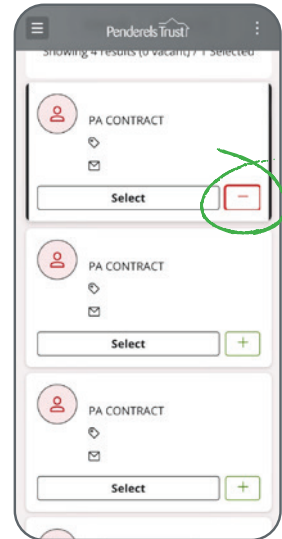 Penderels Trust
Showing 4 results (0 vacant) / 1 Selected
PA CONTRACT
Select
−
PA CONTRACT
Select
+
PA CONTRACT
Select
+